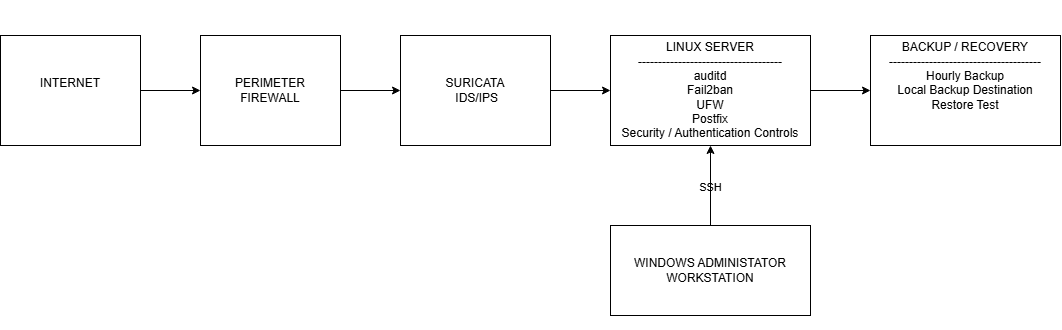 INTERNET
PERIMETER
FIREWALL
SURICATA
IDS/IPS
LINUX SERVER
------------------------------------
auditd
Fail2ban
UFW
Postfix
Security / Authentication Controls
BACKUP / RECOVERY
--------------------------------------
Hourly Backup
Local Backup Destination
Restore Test
SSH
WINDOWS ADMINISTATOR
WORKSTATION